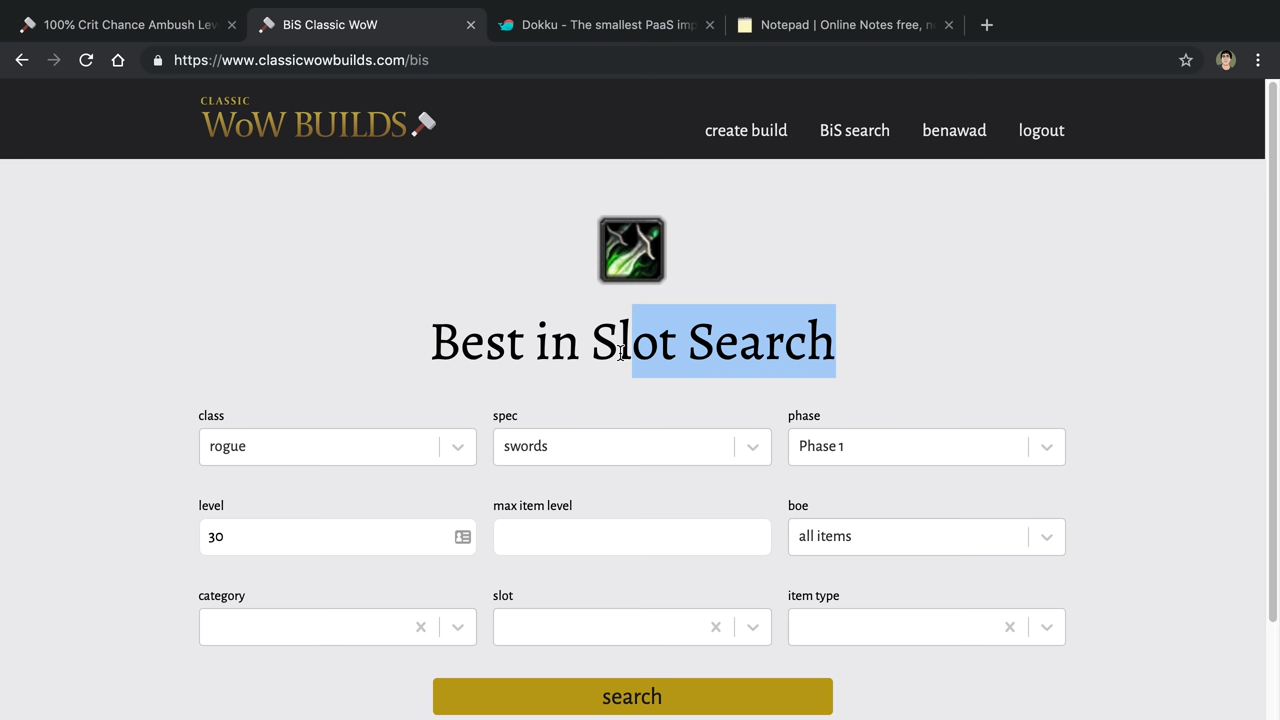 100% Crit Chance Ambush Lev
BiS Classic WoW
Dokku - The smallest PaaS imp
Notepad | Online Notes free, n
https://www.classicwowbuilds.com/bis
CLASSIC
WoW BUILDS
create build
BiS search
benawad
logout
Best in Slot Search
class
spec
phase
rogue
swords
Phase 1
level
max item level
boe
30
all items
category
slot
item type
search